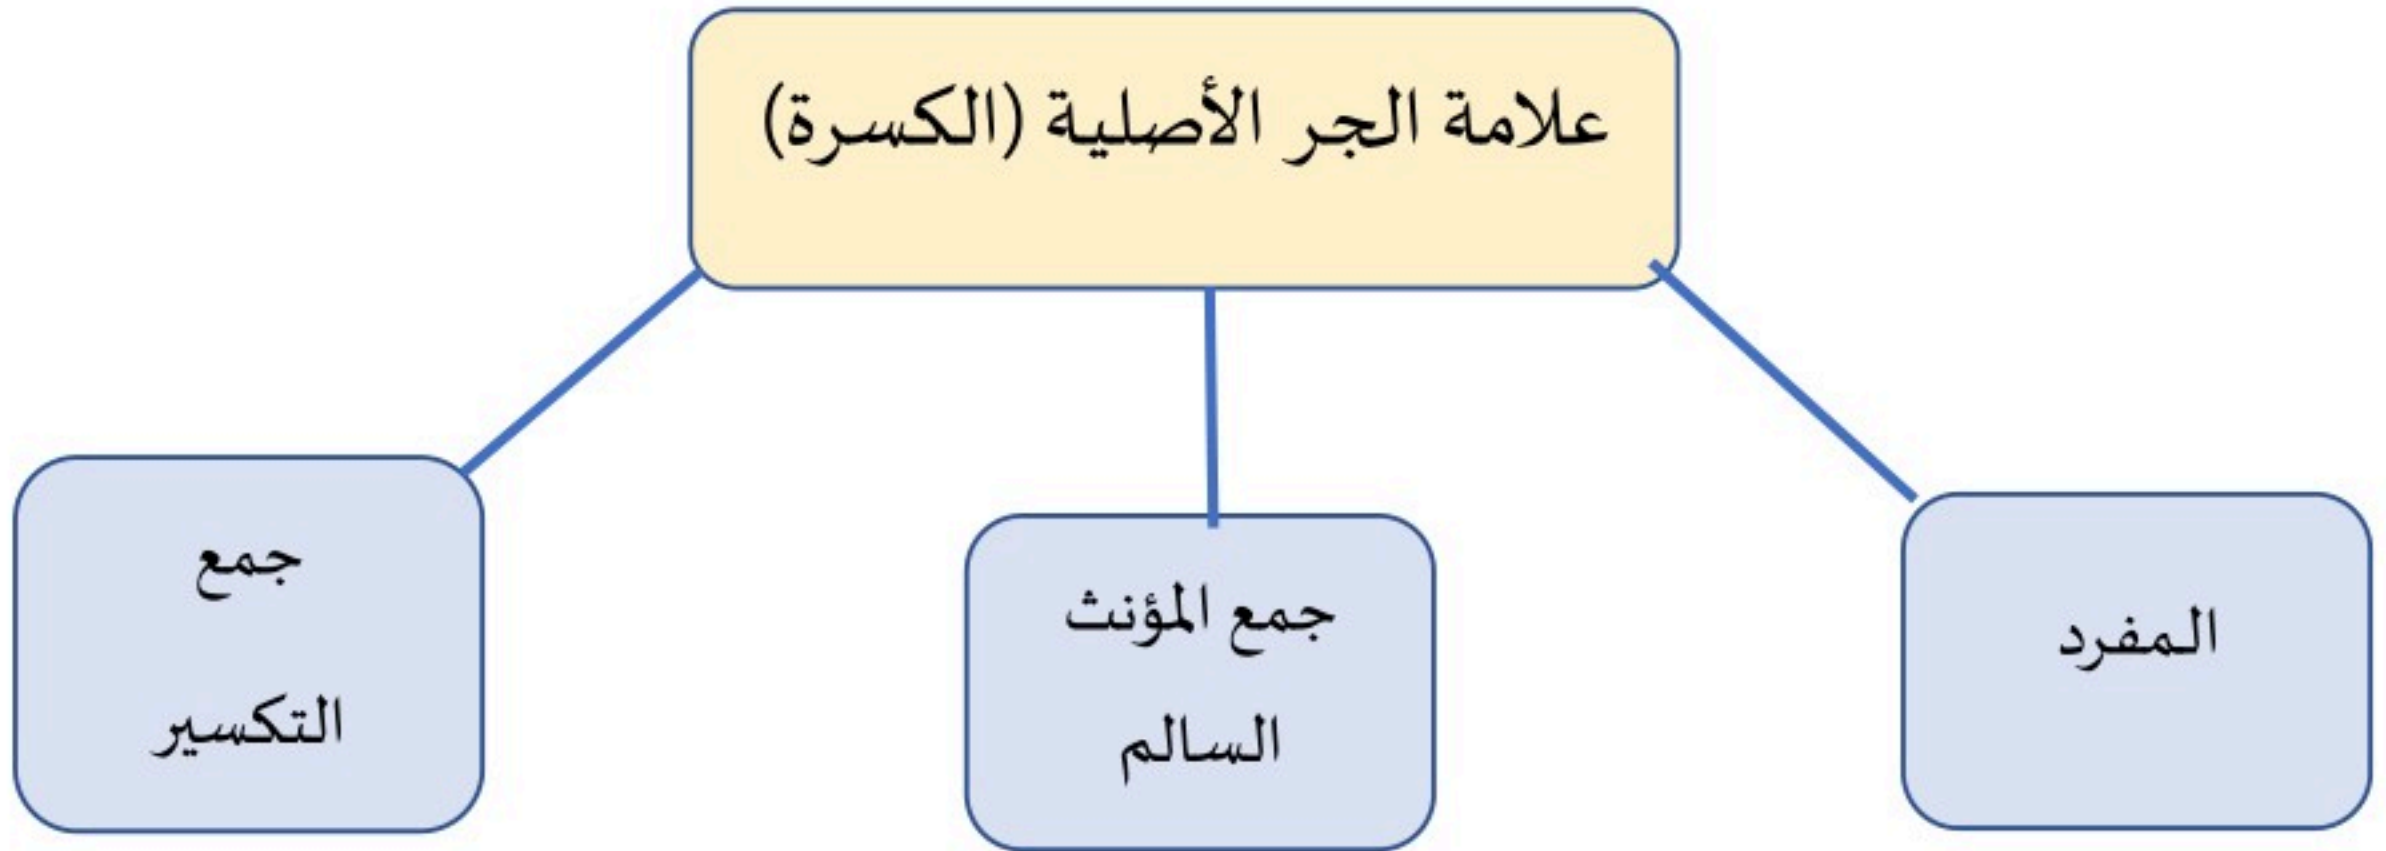 علامة الجر الأصلية (الكسرة)
المفرد
جمع المؤنث
السالم
جمع
التكسير